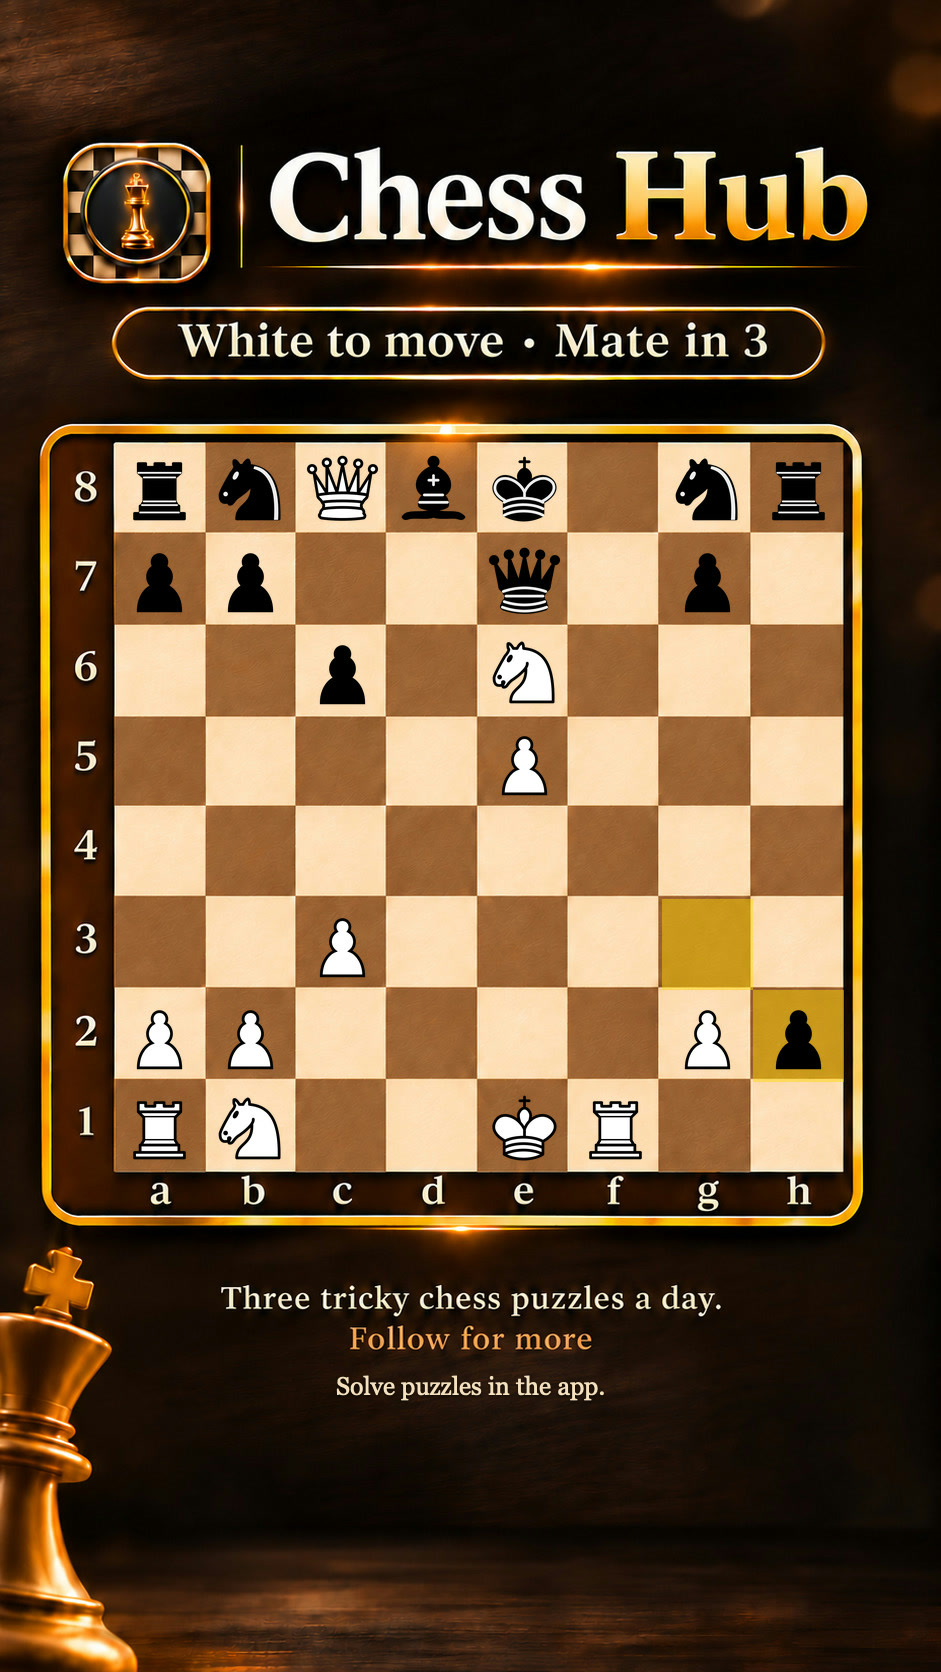 Chess Hub
White to move • Mate in 3
8
7
6
5
4
3
2
1
a b c d e f g h
Three tricky chess puzzles a day.
Follow for more
Solve puzzles in the app.